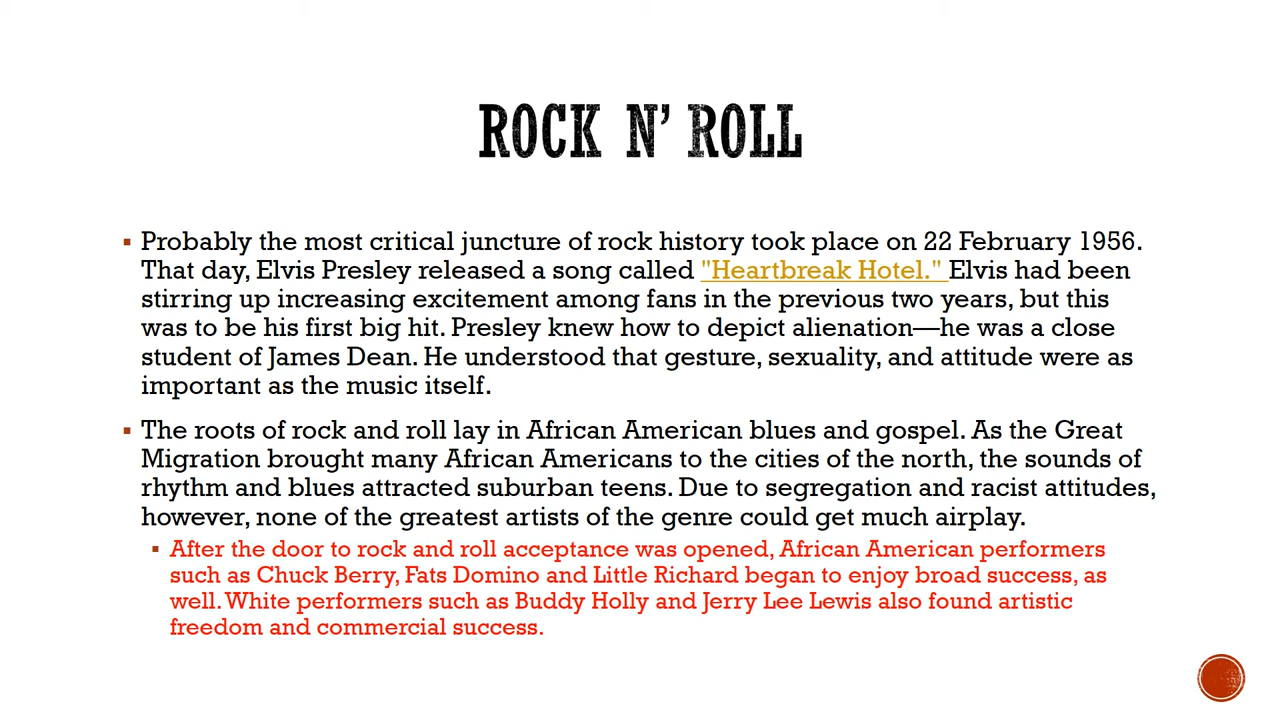 ROCK N’ ROLL
▪ Probably the most critical juncture of rock history took place on 22 February 1956.
That day, Elvis Presley released a song called "Heartbreak Hotel." Elvis had been
stirring up increasing excitement among fans in the previous two years, but this
was to be his first big hit. Presley knew how to depict alienation—he was a close
student of James Dean. He understood that gesture, sexuality, and attitude were as
important as the music itself.
▪ The roots of rock and roll lay in African American blues and gospel. As the Great
Migration brought many African Americans to the cities of the north, the sounds of
rhythm and blues attracted suburban teens. Due to segregation and racist attitudes,
however, none of the greatest artists of the genre could get much airplay.
▪ After the door to rock and roll acceptance was opened, African American performers
such as Chuck Berry, Fats Domino and Little Richard began to enjoy broad success, as
well. White performers such as Buddy Holly and Jerry Lee Lewis also found artistic
freedom and commercial success.